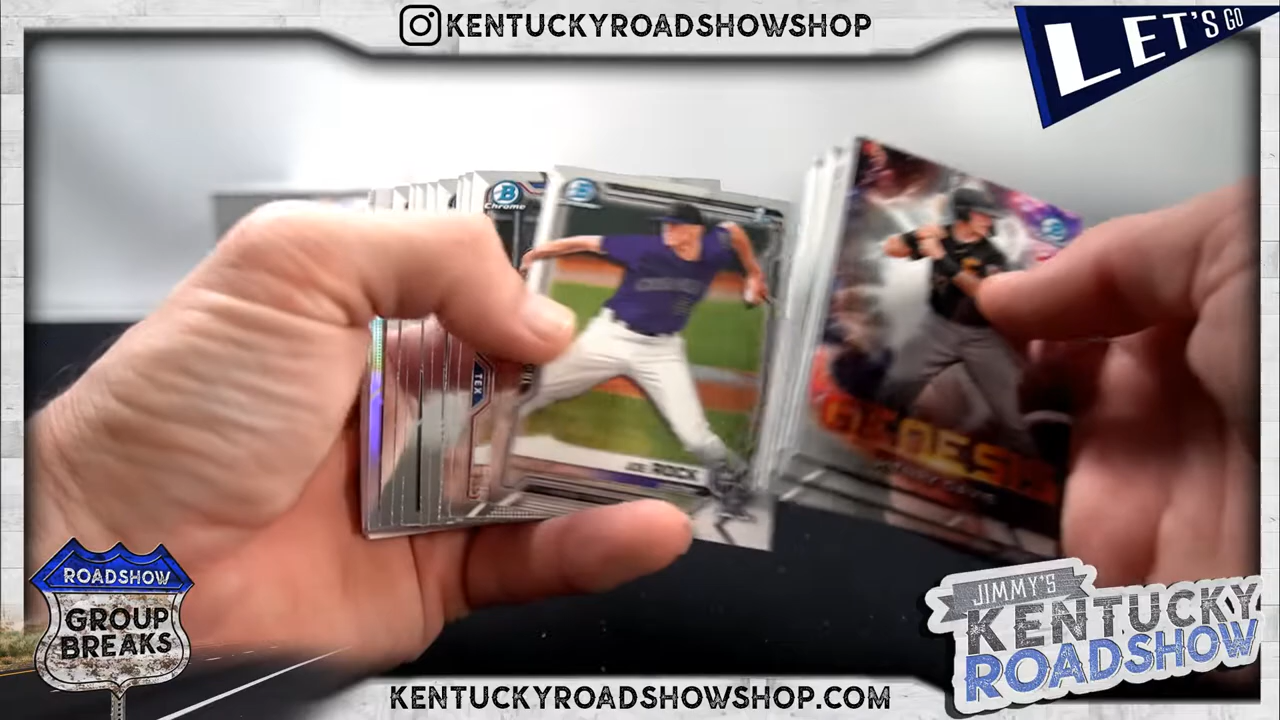 KENTUCKYROADSHOWSHOP
LET'S GO
B
Chrome
TEX
ROCK
GENESIS
ROADSHOW
GROUP
BREAKS
JIMMY'S
KENTUCKY
ROADSHOW
KENTUCKYROADSHOWSHOP.COM